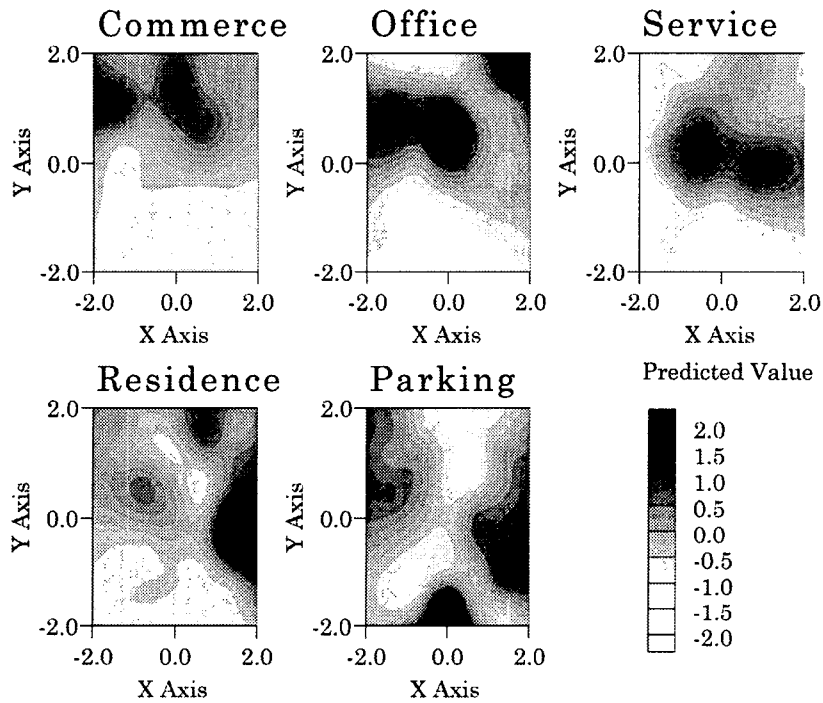 Commerce Office Service
2.0 2.0 2.0
Y Axis Y Axis Y Axis
0.0 0.0 0.0
-2.0 -2.0 -2.0
-2.0 0.0 2.0 -2.0 0.0 2.0 -2.0 0.0 2.0
X Axis X Axis X Axis
Residence Parking Predicted Value
2.0 2.0
Y Axis Y Axis
0.0 0.0
-2.0 -2.0
-2.0 0.0 2.0 -2.0 0.0 2.0
X Axis X Axis
2.0
1.5
1.0
0.5
0.0
-0.5
-1.0
-1.5
-2.0